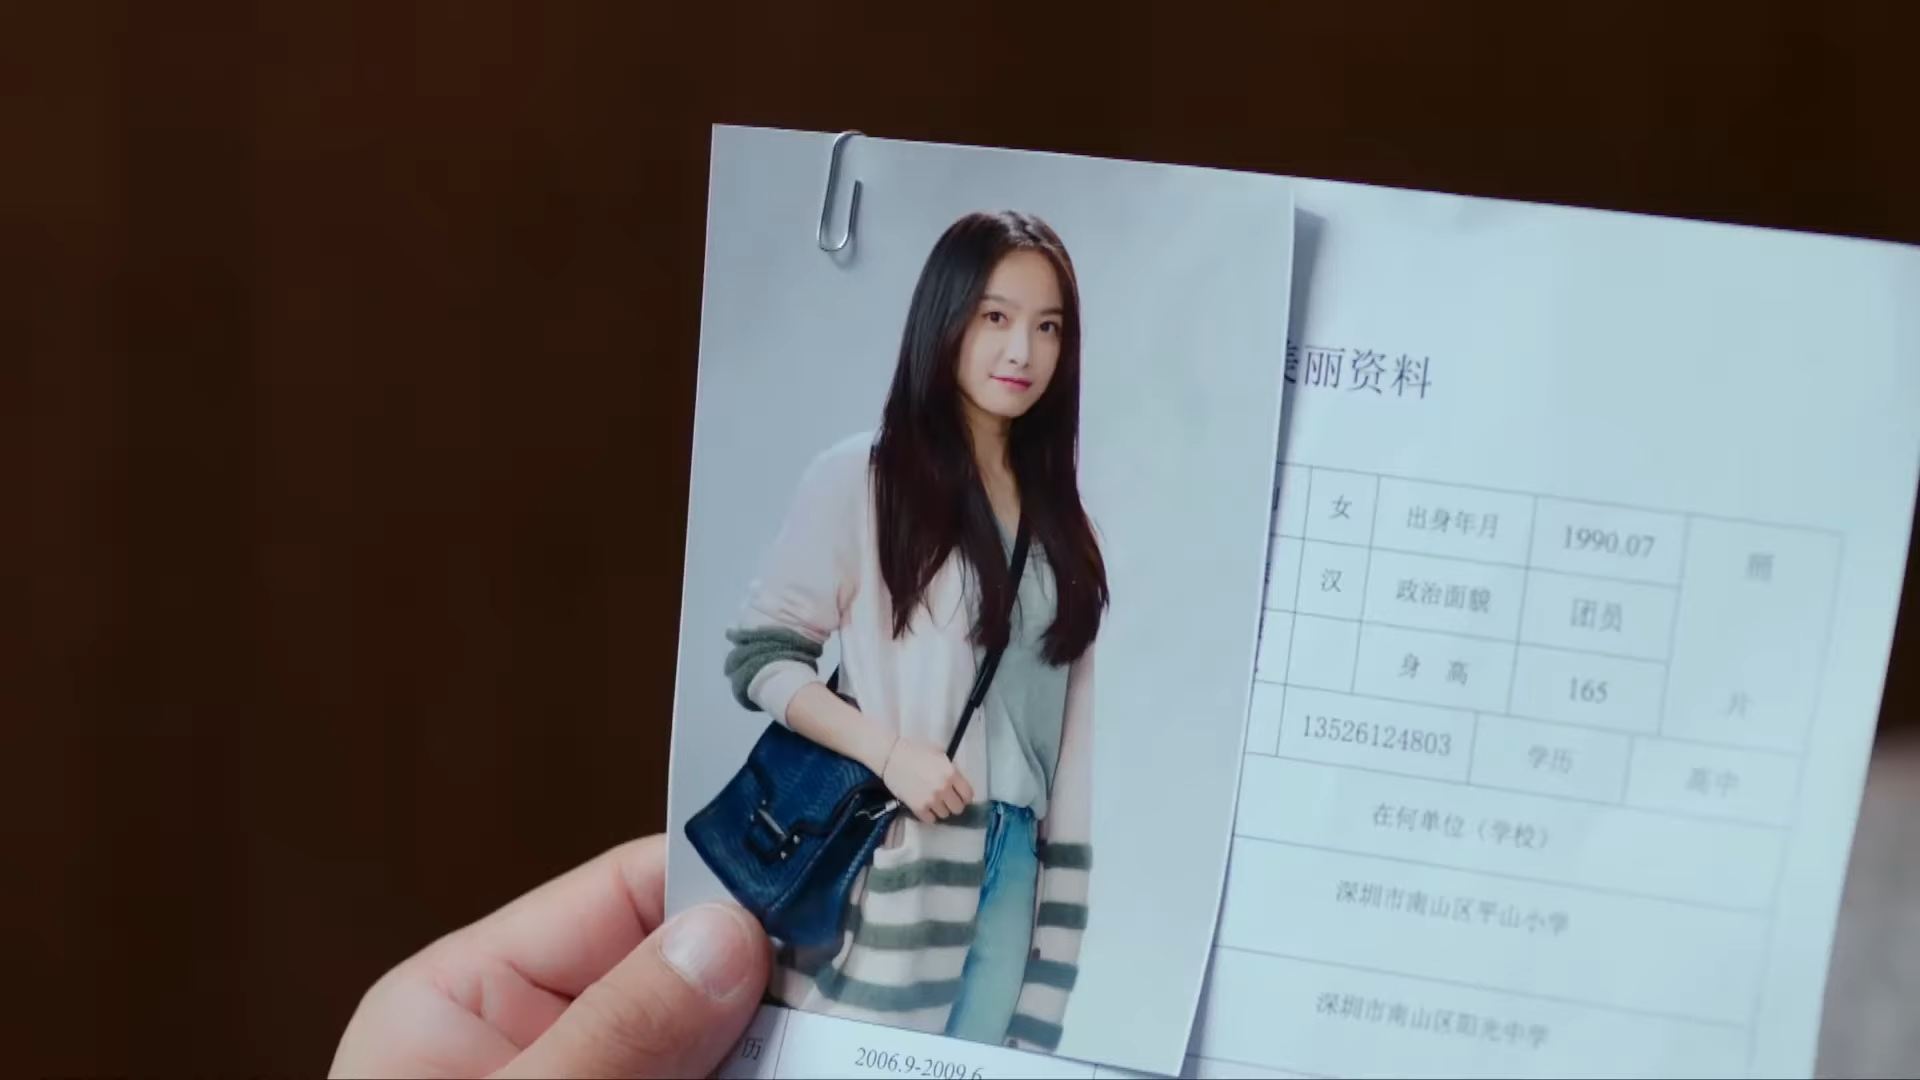 美丽资料
女 出身年月 1990.07
汉 政治面貌 团员
身 高 165
13526124803 学历 高中
在何单位（学校）
深圳市南山区平山小学
深圳市南山区阳光中学
历 2006.9-2009.6